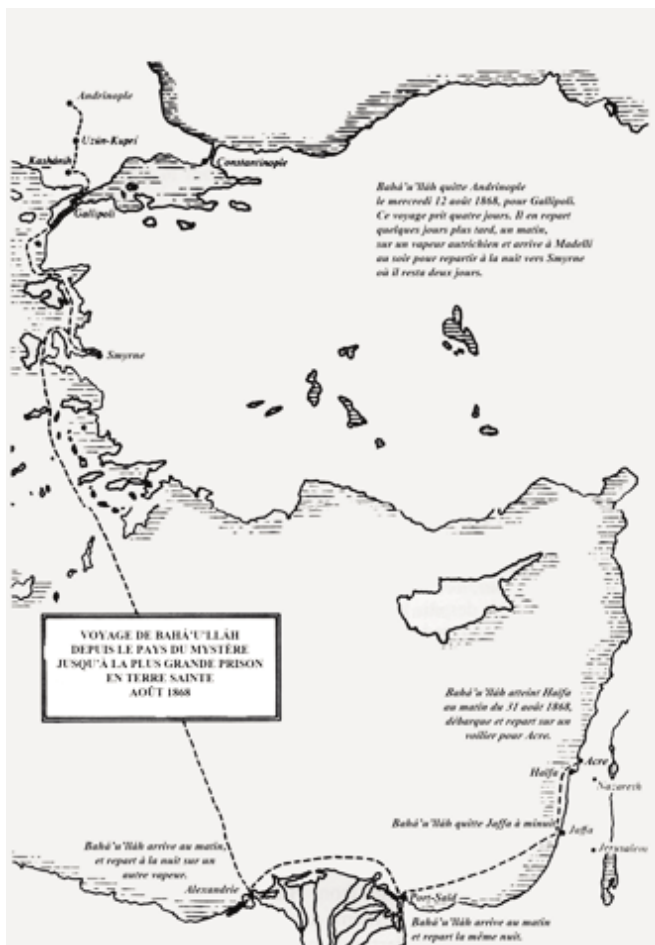 Andrinople
Uzún-Kuprí
Kashánih
Constantinople
Gallipoli
Bahá'u'lláh quitte Andrinople
le mercredi 12 août 1868, pour Gallipoli.
Ce voyage prit quatre jours. Il en repart
quelques jours plus tard, un matin,
sur un vapeur autrichien et arrive à Madelli
au soir pour repartir à la nuit vers Smyrne
où il resta deux jours.
Smyrne
VOYAGE DE BAHÁ'U'LLÁH
DEPUIS LE PAYS DU MYSTÈRE
JUSQU'À LA PLUS GRANDE PRISON
EN TERRE SAINTE
AOÛT 1868
Bahá'u'lláh atteint Haïfa
au matin du 31 août 1868,
débarque et repart sur un
voilier pour Acre.
Acre
Haïfa
Nazareth
Bahá'u'lláh quitte Jaffa à minuit
Jaffa
Jerusalem
Bahá'u'lláh arrive au matin,
et repart à la nuit sur un
autre vapeur.
Alexandrie
Port-Saïd
Bahá'u'lláh arrive au matin
et repart la même nuit.